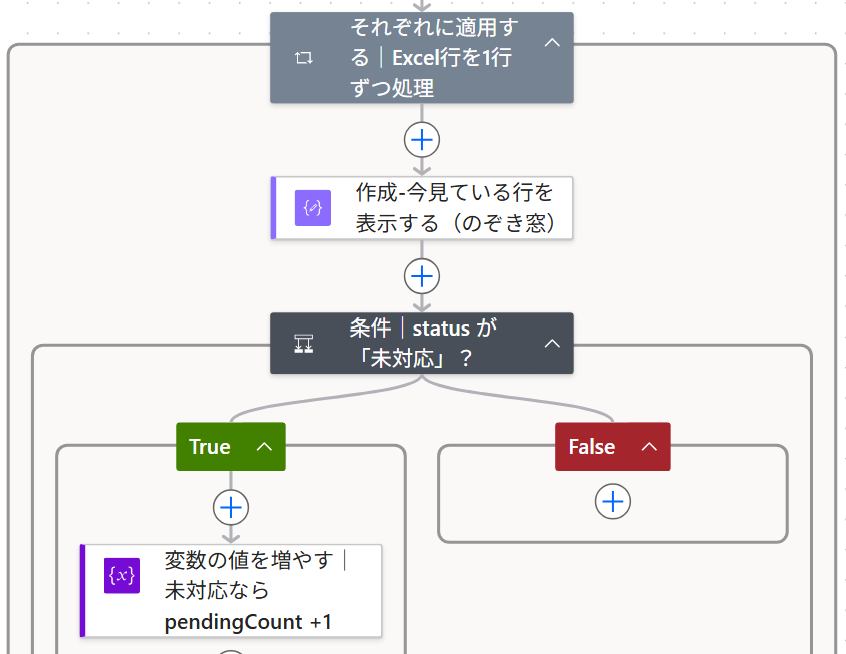 それぞれに適用す
る｜Excel行を1行
ずつ処理
作成-今見ている行を
表示する（のぞき窓）
条件｜status が
「未対応」？
True
False
変数の値を増やす｜
未対応なら
pendingCount +1